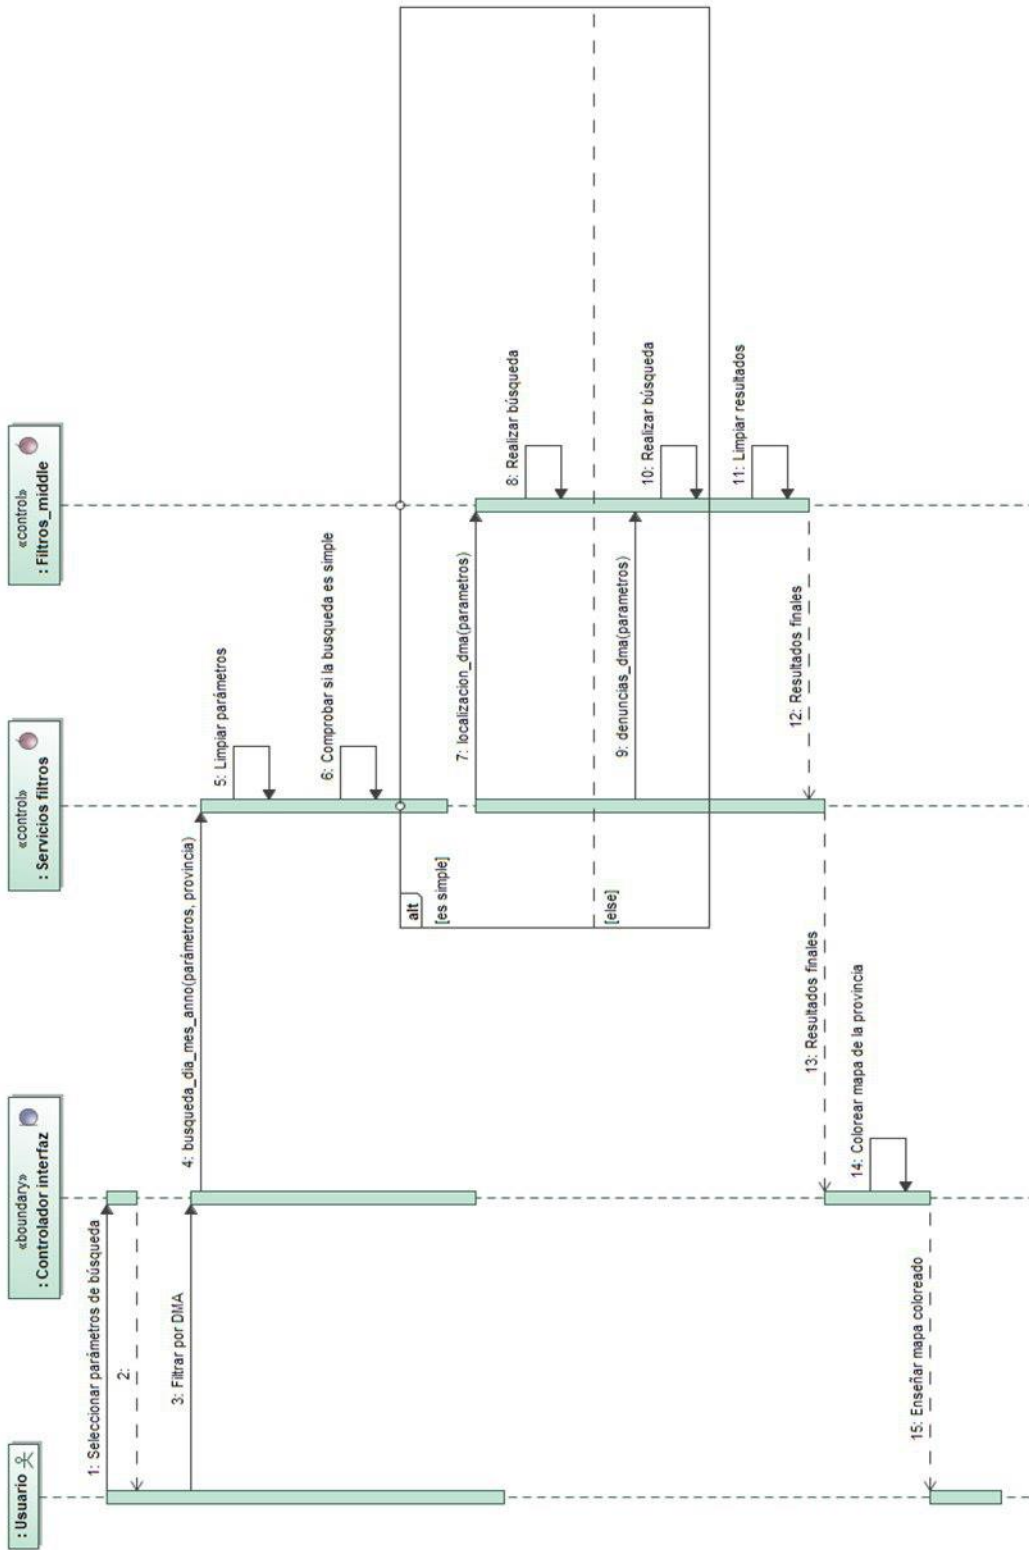 : Usuario
«boundary»
: Controlador interfaz
«control»
: Servicios filtros
«control»
: Filtros_middle
1: Seleccionar parámetros de búsqueda
2:
3: Filtrar por DMA
4: busqueda_dia_mes_anno(parámetros, provincia)
5: Limpiar parámetros
6: Comprobar si la busqueda es simple
alt
[es simple]
7: localizacion_dma(parametros)
8: Realizar búsqueda
[else]
9: denuncias_dma(parametros)
10: Realizar búsqueda
11: Limpiar resultados
12: Resultados finales
13: Resultados finales
14: Colorear mapa de la provincia
15: Enseñar mapa coloreado